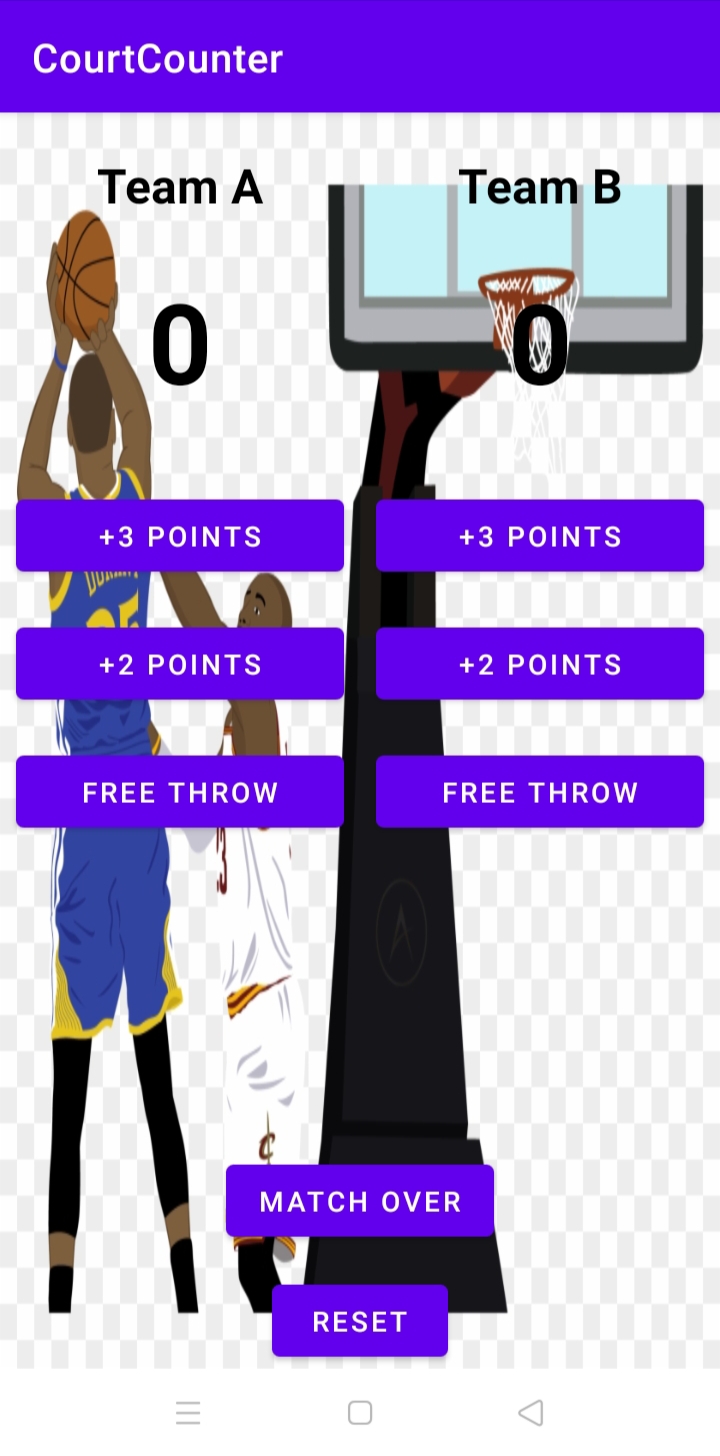 CourtCounter
Team A
Team B
0
0
+3 POINTS
+3 POINTS
+2 POINTS
+2 POINTS
FREE THROW
FREE THROW
MATCH OVER
RESET